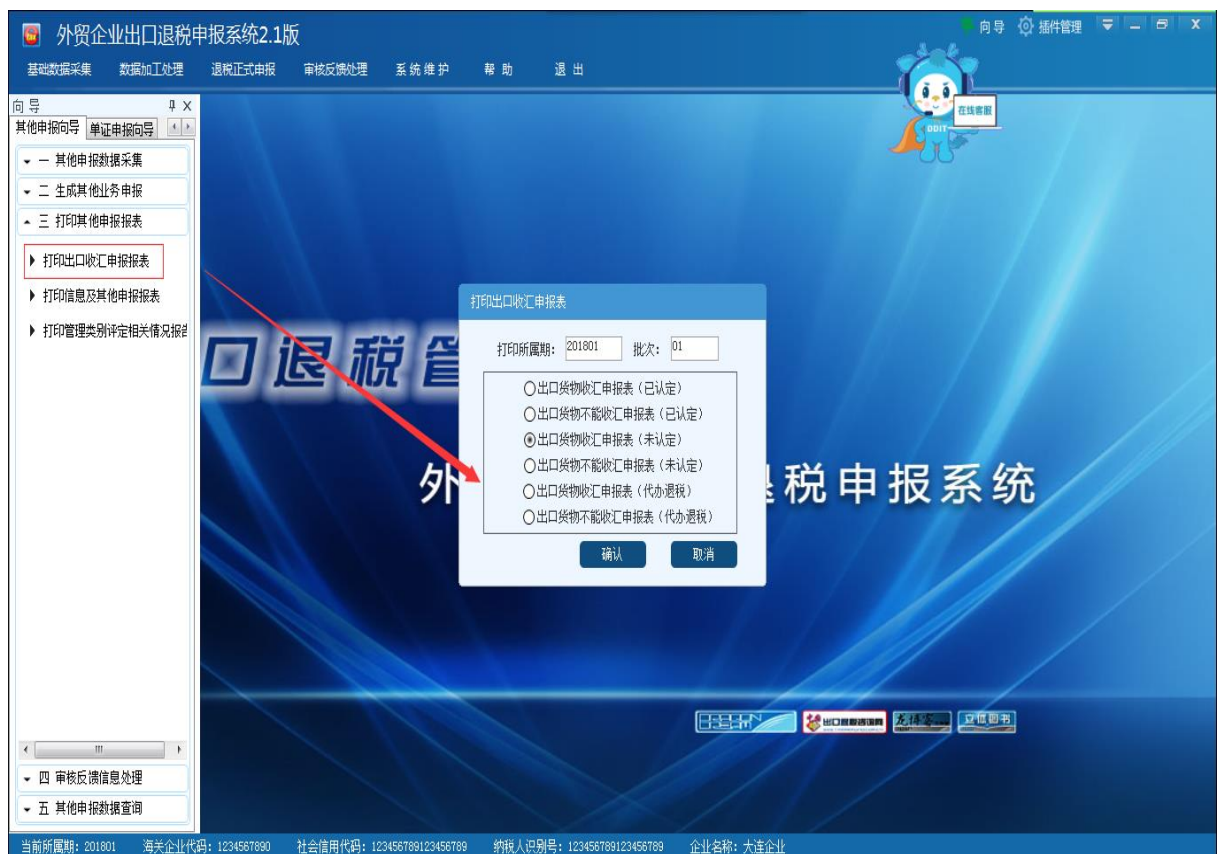 外贸企业出口退税申报系统2.1版
向导 插件管理 X
基础数据采集 数据加工处理 退税正式申报 审核反馈处理 系统维护 帮助 退出
在线客服
ODIT
向导
其他申报向导 单证申报向导
一 其他申报数据采集
二 生成其他业务申报
三 打印其他申报报表
打印出口收汇申报报表
打印信息及其他申报报表
打印管理类别评定相关情况报
口退税管
打印出口收汇申报表
打印所属期: 201801 批次: 01
出口货物收汇申报表(已认定)
出口货物不能收汇申报表(已认定)
出口货物收汇申报表(未认定)
出口货物不能收汇申报表(未认定)
出口货物收汇申报表(代办退税)
出口货物不能收汇申报表(代办退税)
确认 取消
外 税申报系统
出口退税咨询网 龙博客 立信图书
四 审核反馈信息处理
五 其他申报数据查询
当前所属期: 201801 海关企业代码: 1234567890 社会信用代码: 123456789123456789 纳税人识别号: 123456789123456789 企业名称: 大连企业